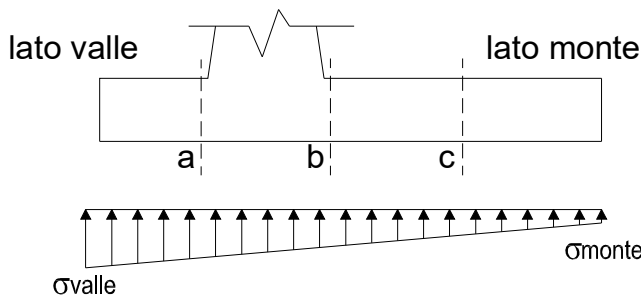 lato valle
lato monte
a
b
c
σvalle
σmonte